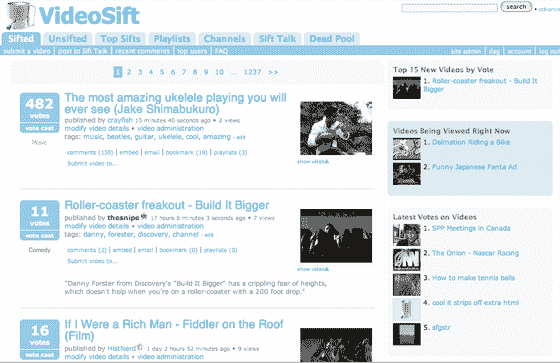 VideoSift
search
advance
Sifted Unsifted Top Sifts Playlists Channels Sift Talk Dead Pool
submit a video | post to Sift Talk | recent comments | top users | FAQ
site admin | dag | account | log out
1 2 3 4 5 6 7 8 9 10 ... 1237 >>
482
votes
vote cast
Music
The most amazing ukelele playing you will
ever see (Jake Shimabukuro)
published by crayfish 10 minutes 40 seconds ago • 2 views
modify video details • video administration
tags: music, beatles, guitar, ukulele, cool, amazing - edit
comments (150) | embed | email | bookmark (19) | playlists (3)
Submit video to...
show video
11
votes
vote cast
Comedy
Roller-coaster freakout - Build It Bigger
published by thesnipe 17 hours 6 minutes 3 seconds ago • 7 views
modify video details • video administration
tags: danny, forester, discovery, channel - edit
comments (2) | embed | email | bookmark (0) | playlists (0)
Submit video to...
show video
"Danny Forster from Discovery's "Build It Bigger" has a crippling fear of heights,
which doesn't help when you're on a roller-coaster with a 200 foot drop."
16
votes
vote cast
If I Were a Rich Man - Fiddler on the Roof
(Film)
published by HistNerd 1 day 2 hours 52 minutes ago • 9 views
modify video details • video administration
Top 15 New Videos by Vote
1. Roller-coaster freakout - Build It
Bigger
Videos Being Viewed Right Now
1. Dalmation Riding a Bike
2. Funny Japanese Fanta Ad
Latest Votes on Videos
1. SPP Meetings in Canada
2. The Onion - Nascar Racing
3. How to make tennis balls
4. cool it strips off extra html
5. sfgstr